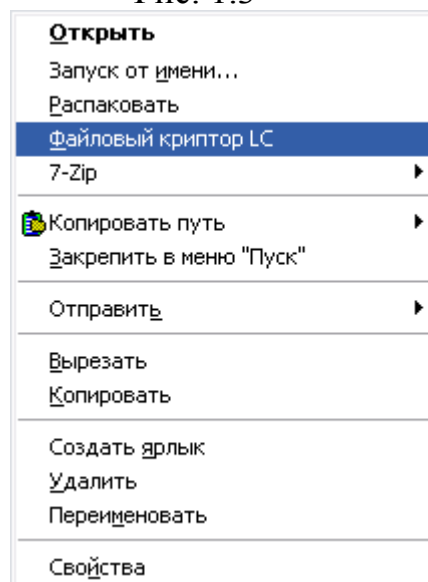 Рис. 1.3
Открыть
Запуск от имени...
Распаковать
Файловый криптор LC
7-Zip
Копировать путь
Закрепить в меню "Пуск"
Отправить
Вырезать
Копировать
Создать ярлык
Удалить
Переименовать
Свойства